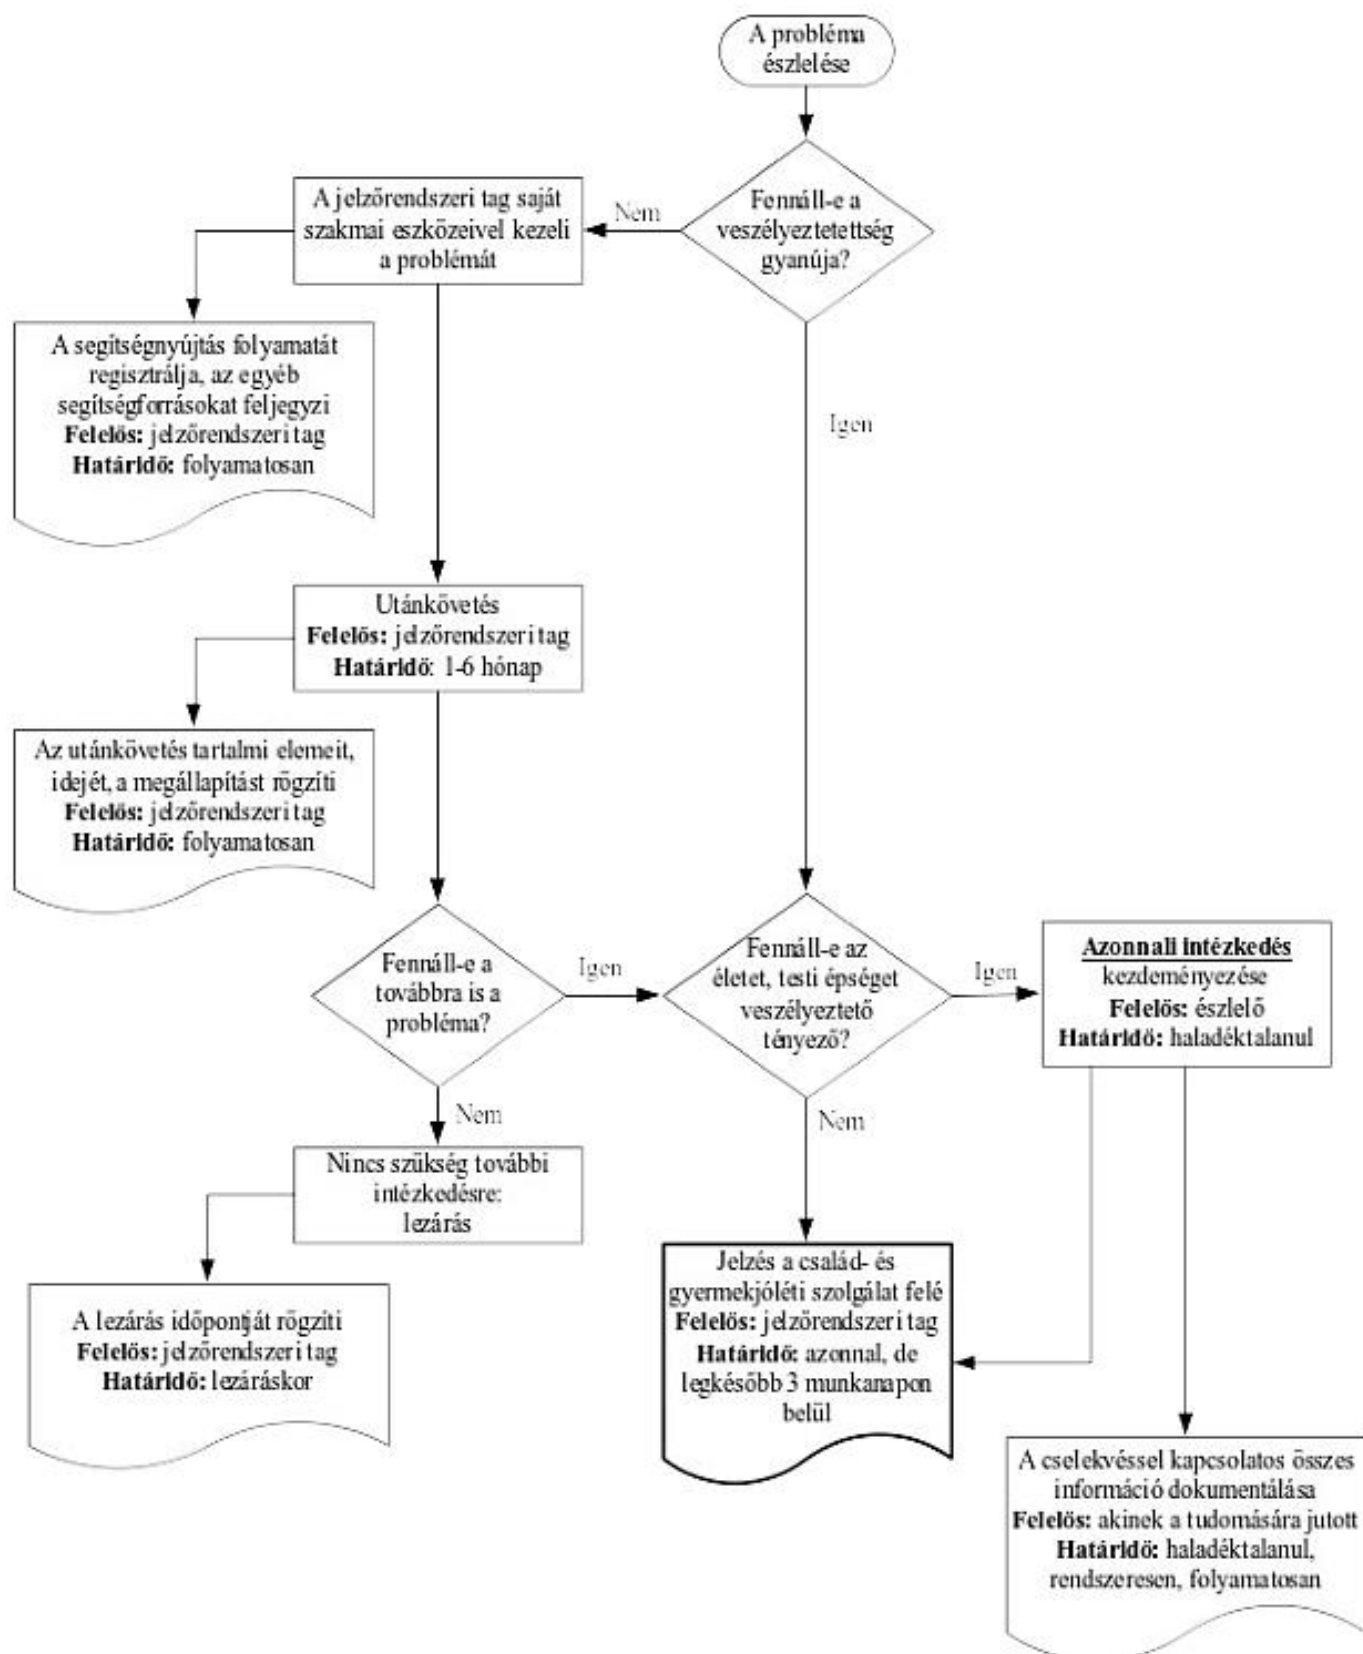 A probléma
észlelése
Fennáll-e a
veszélyeztetettség
gyanúja?
Nem
A jelzőrendszeri tag saját
szakmai eszközeivel kezeli
a problémát
A segítségnyújtás folyamatát
regisztrálja, az egyéb
segítségforrásokat feljegyzi
Felelős: jelzőrendszeri tag
Határidő: folyamatosan
Igen
Utánkövetés
Felelős: jelzőrendszeri tag
Határidő: 1-6 hónap
Az utánkövetés tartalmi elemeit,
idejét, a megállapítást rögzíti
Felelős: jelzőrendszeri tag
Határidő: folyamatosan
Fennáll-e a
továbbra is a
probléma?
Igen
Fennáll-e az
életet, testi épséget
veszélyeztető
tényező?
Igen
Azonnali intézkedés
kezdeményezése
Felelős: észlelő
Határidő: haladéktalanul
Nem
Nincs szükség további
intézkedésre:
lezárás
A lezárás időpontját rögzíti
Felelős: jelzőrendszeri tag
Határidő: lezáráskor
Nem
Jelzés a család- és
gyermekjóléti szolgálat felé
Felelős: jelzőrendszeri tag
Határidő: azonnal, de
legkésőbb 3 munkanapon
belül
A cselekvéssel kapcsolatos összes
információ dokumentálása
Felelős: akinek a tudomására jutott
Határidő: haladéktalanul,
rendszeresen, folyamatosan